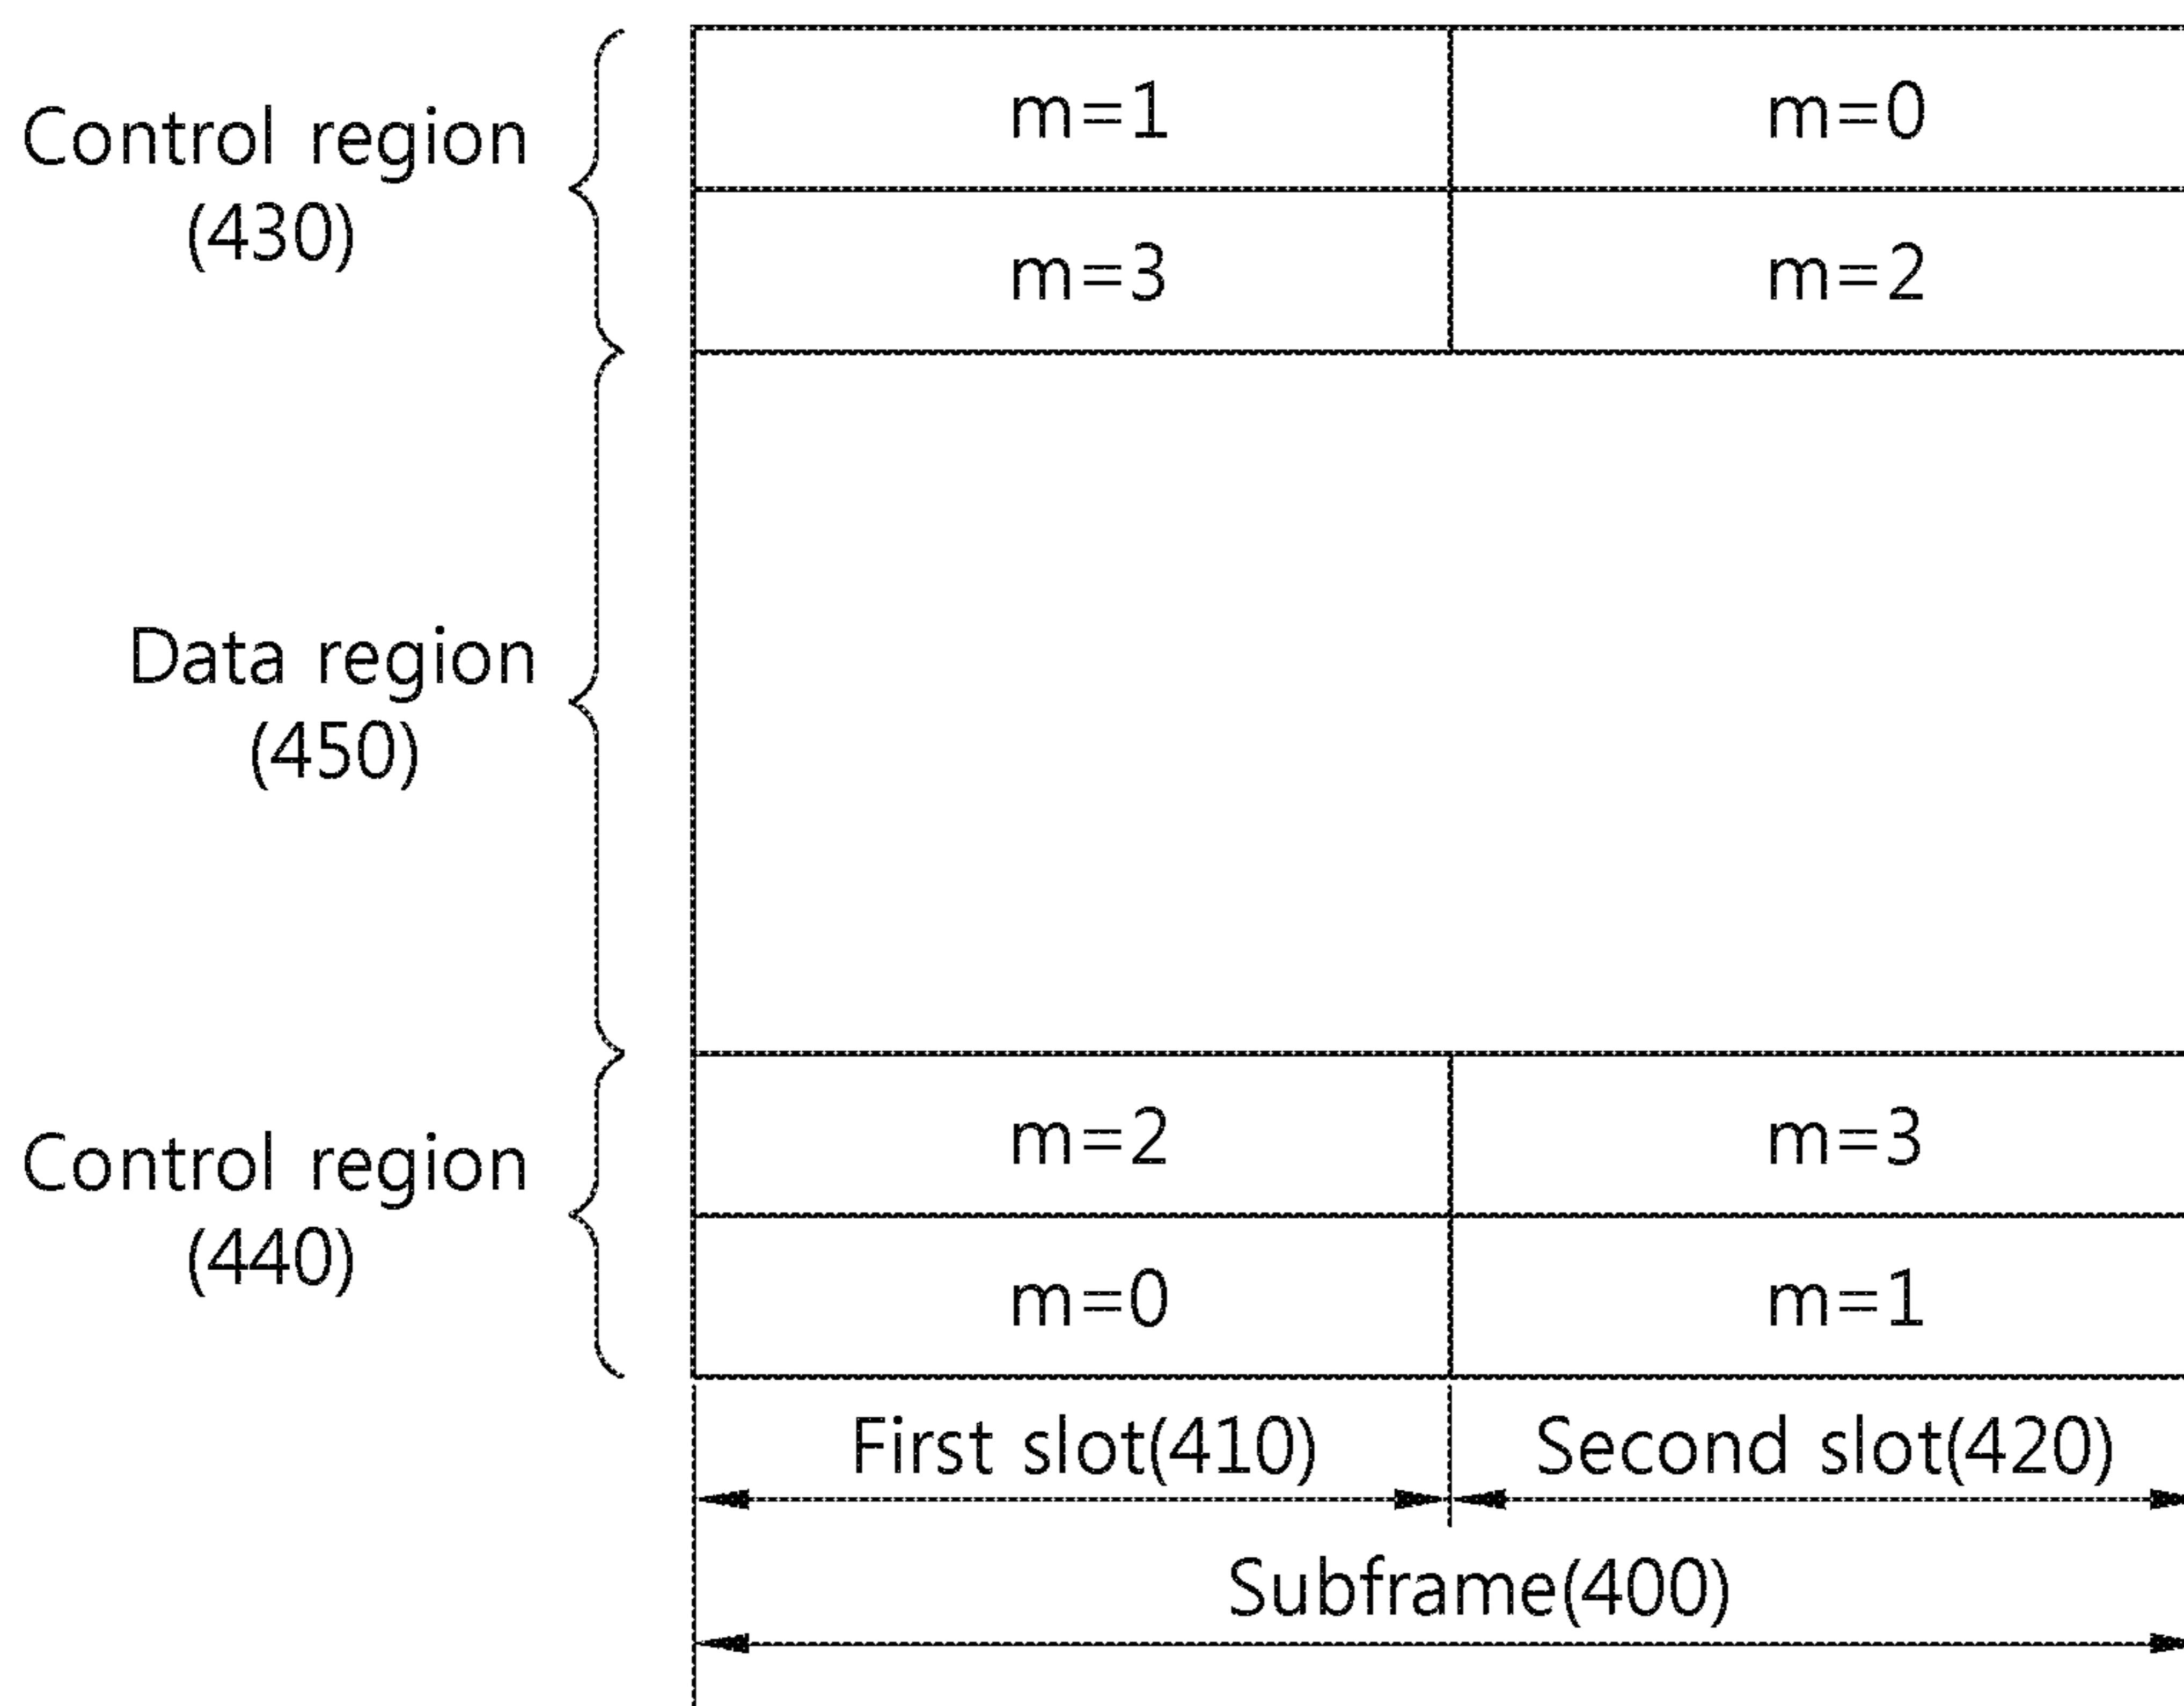 Control region
(430)
m=1
m=0
m=3
m=2
Data region
(450)
Control region
(440)
m=2
m=3
m=0
m=1
First slot(410)
Second slot(420)
Subframe(400)